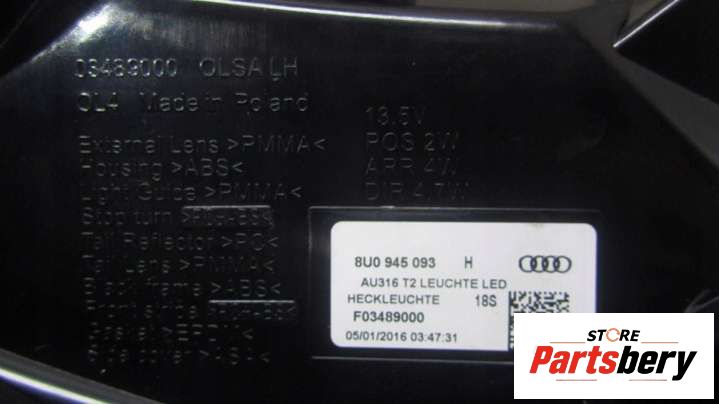 03489000 OLSA LH
OL4 Made in Poland
13.5V
External Lens >PMMA< POS 2W
Housing >ABS< ARR 4W
Light Guide >PMMA< DIR 4.7W
Stop turn
Tail Reflector >PC<
Tail Lens >PMMA<
Black frame >ABS<
8U0 945 093 H
AU316 T2 LEUCHTE LED
HECKLEUCHTE 18S
F03489000
05/01/2016 03:47:31
STORE
Partsbery